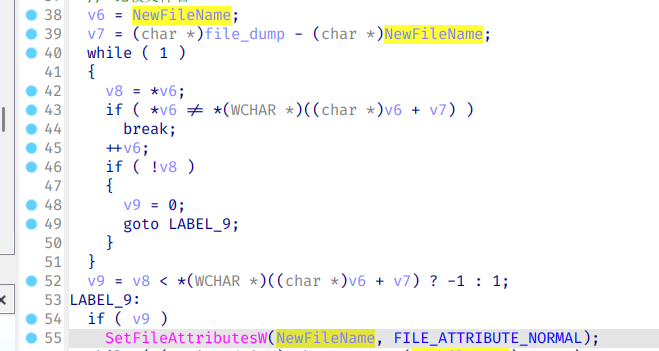 38 v6 = NewFileName;
39 v7 = (char *)file_dump - (char *)NewFileName;
40 while ( 1 )
41 {
42 v8 = *v6;
43 if ( *v6 ≠ *(WCHAR *)((char *)v6 + v7) )
44 break;
45 ++v6;
46 if ( !v8 )
47 {
48 v9 = 0;
49 goto LABEL_9;
50 }
51 }
52 v9 = v8 < *(WCHAR *)((char *)v6 + v7) ? -1 : 1;
53 LABEL_9:
54 if ( v9 )
55 SetFileAttributesW(NewFileName, FILE_ATTRIBUTE_NORMAL);